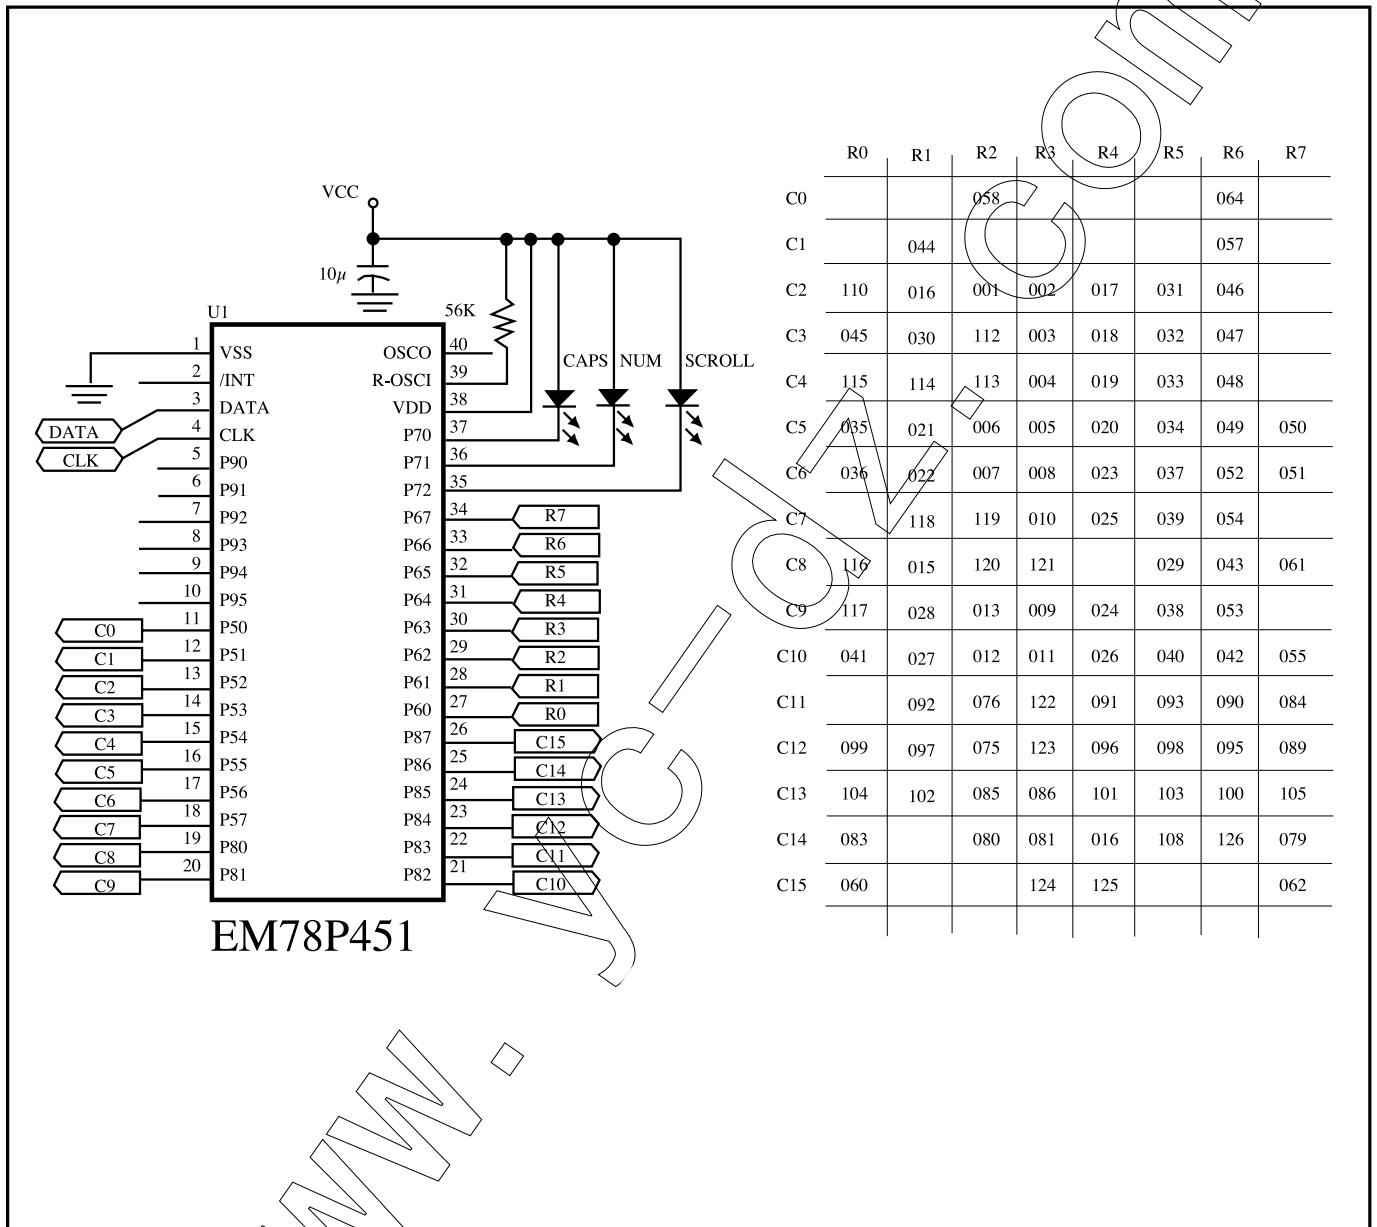 VCC
10μ
U1
56K
CAPS NUM SCROLL
1 VSS OSCO 40
2 /INT R-OSCI 39
3 DATA VDD 38
4 CLK P70 37
5 P90 P71 36
6 P91 P72 35
7 P92 P67 34
8 P93 P66 33
9 P94 P65 32
10 P95 P64 31
11 P50 P63 30
12 P51 P62 29
13 P52 P61 28
14 P53 P60 27
15 P54 P87 26
16 P55 P86 25
17 P56 P85 24
18 P57 P84 23
19 P80 P83 22
20 P81 P82 21
DATA
CLK
C0
C1
C2
C3
C4
C5
C6
C7
C8
C9
R7
R6
R5
R4
R3
R2
R1
R0
C15
C14
C13
C12
C11
C10
EM78P451
R0 R1 R2 R3 R4 R5 R6 R7
C0 058 064
C1 044 057
C2 110 016 001 002 017 031 046
C3 045 030 112 003 018 032 047
C4 115 114 113 004 019 033 048
C5 035 021 006 005 020 034 049 050
C6 036 022 007 008 023 037 052 051
C7 118 119 010 025 039 054
C8 116 015 120 121 029 043 061
C9 117 028 013 009 024 038 053
C10 041 027 012 011 026 040 042 055
C11 092 076 122 091 093 090 084
C12 099 097 075 123 096 098 095 089
C13 104 102 085 086 101 103 100 105
C14 083 080 081 016 108 126 079
C15 060 124 125 062
www.yc-dz.com